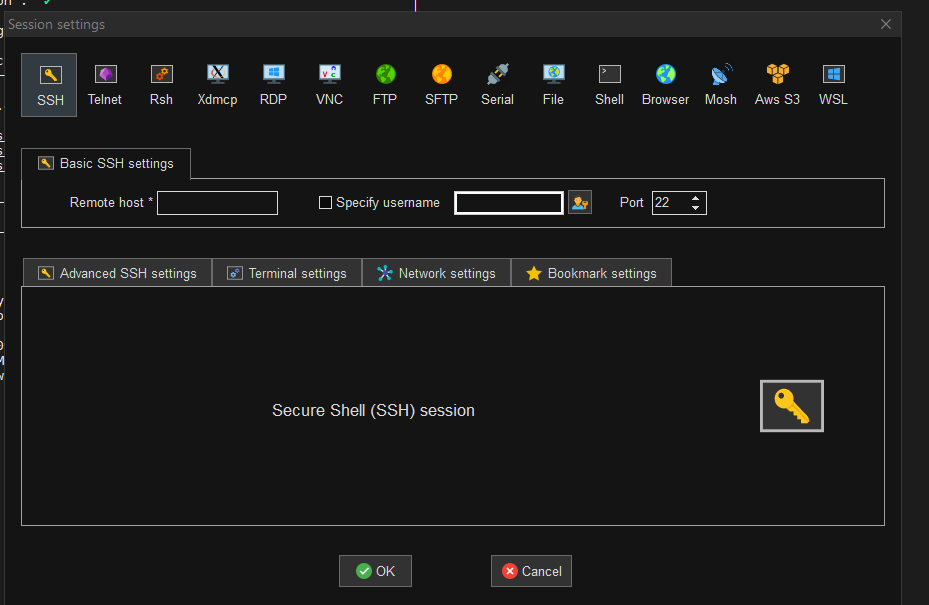 Session settings
SSH Telnet Rsh Xdmcp RDP VNC FTP SFTP Serial File Shell Browser Mosh Aws S3 WSL
Basic SSH settings
Remote host * Specify username Port 22
Advanced SSH settings Terminal settings Network settings Bookmark settings
Secure Shell (SSH) session
OK Cancel